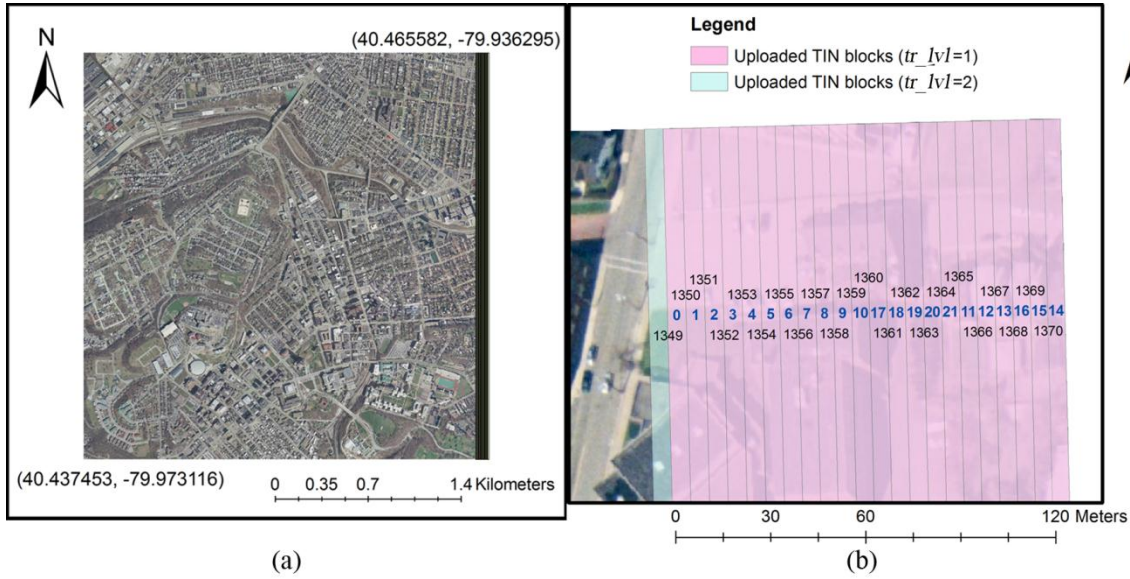 N
(40.465582, -79.936295)
(40.437453, -79.973116)
0 0.35 0.7 1.4 Kilometers
(a)
Legend
Uploaded TIN blocks (tr_lvl=1)
Uploaded TIN blocks (tr_lvl=2)
1351 1360 1365
1350 1353 1355 1357 1359 1362 1364 1367 1369
0 1 2 3 4 5 6 7 8 9 10 17 18 19 20 21 11 12 13 16 15 14
1349 1352 1354 1356 1358 1361 1363 1366 1368 1370
0 30 60 120 Meters
(b)